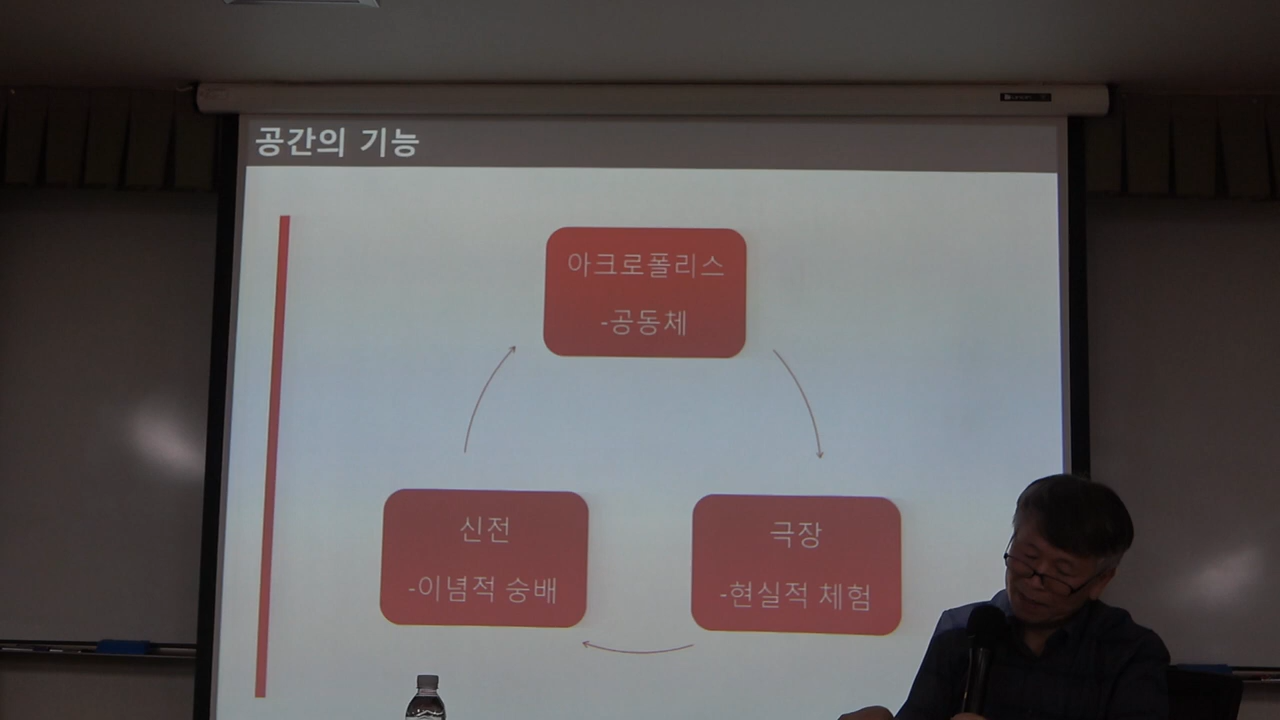 공간의 기능
아크로폴리스
-공동체
신전
-이념적 숭배
극장
-현실적 체험